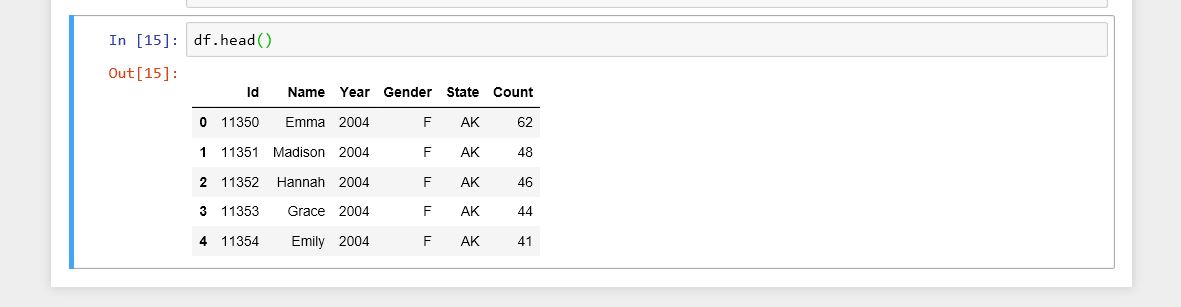 In [15]: df.head()
Out[15]:
Id Name Year Gender State Count
0 11350 Emma 2004 F AK 62
1 11351 Madison 2004 F AK 48
2 11352 Hannah 2004 F AK 46
3 11353 Grace 2004 F AK 44
4 11354 Emily 2004 F AK 41